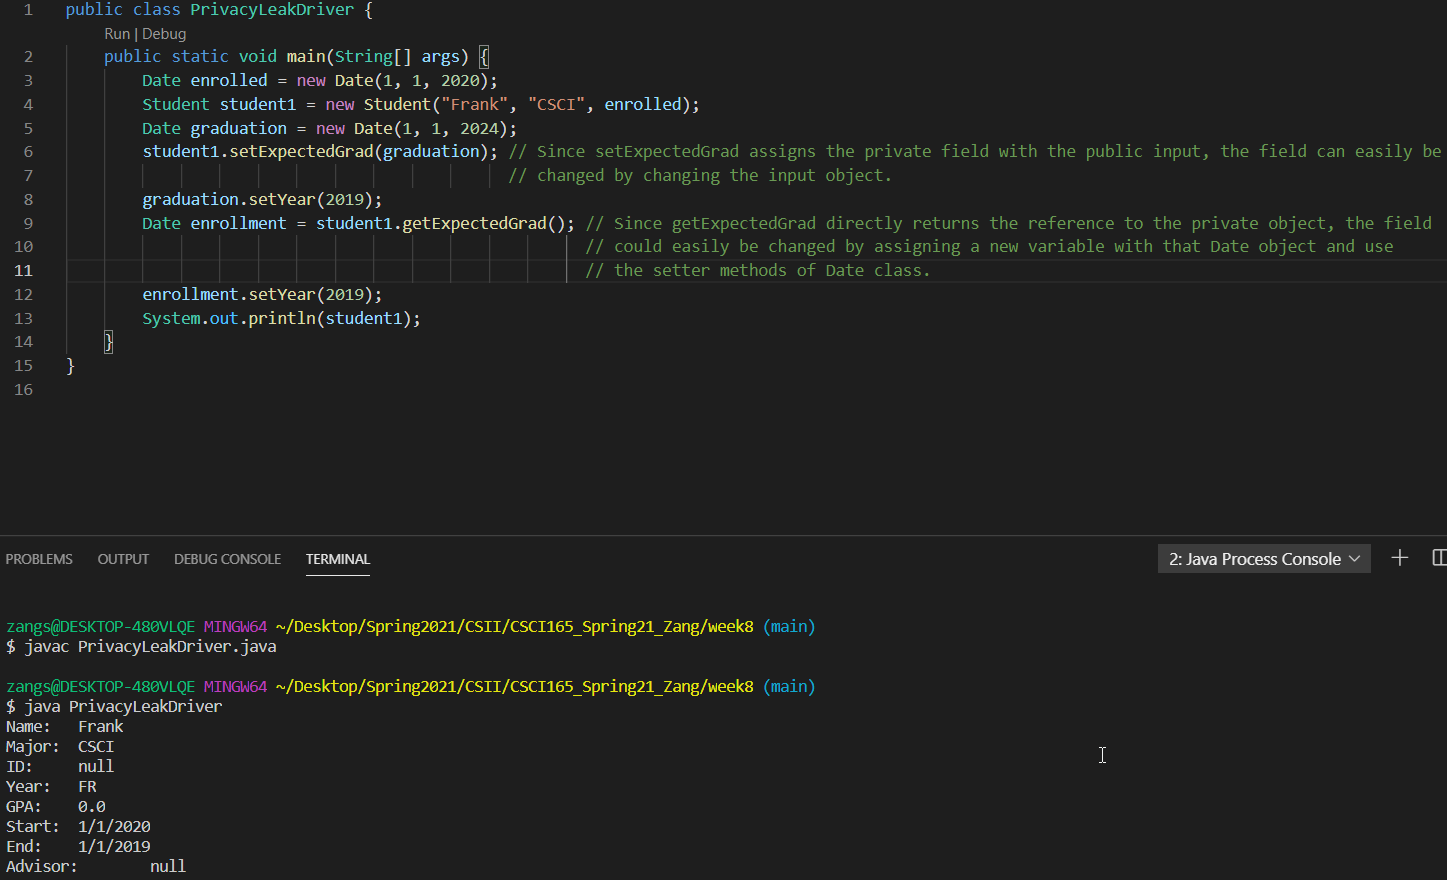 1 public class PrivacyLeakDriver {
Run | Debug
2 public static void main(String[] args) {
3 Date enrolled = new Date(1, 1, 2020);
4 Student student1 = new Student("Frank", "CSCI", enrolled);
5 Date graduation = new Date(1, 1, 2024);
6 student1.setExpectedGrad(graduation); // Since setExpectedGrad assigns the private field with the public input, the field can easily be
7 // changed by changing the input object.
8 graduation.setYear(2019);
9 Date enrollment = student1.getExpectedGrad(); // Since getExpectedGrad directly returns the reference to the private object, the field
10 // could easily be changed by assigning a new variable with that Date object and use
11 // the setter methods of Date class.
12 enrollment.setYear(2019);
13 System.out.println(student1);
14 }
15 }
16
PROBLEMS OUTPUT DEBUG CONSOLE TERMINAL 2: Java Process Console
zangs@DESKTOP-480VLQE MINGW64 ~/Desktop/Spring2021/CSII/CSCI165_Spring21_Zang/week8 (main)
$ javac PrivacyLeakDriver.java
zangs@DESKTOP-480VLQE MINGW64 ~/Desktop/Spring2021/CSII/CSCI165_Spring21_Zang/week8 (main)
$ java PrivacyLeakDriver
Name: Frank
Major: CSCI
ID: null
Year: FR
GPA: 0.0
Start: 1/1/2020
End: 1/1/2019
Advisor: null